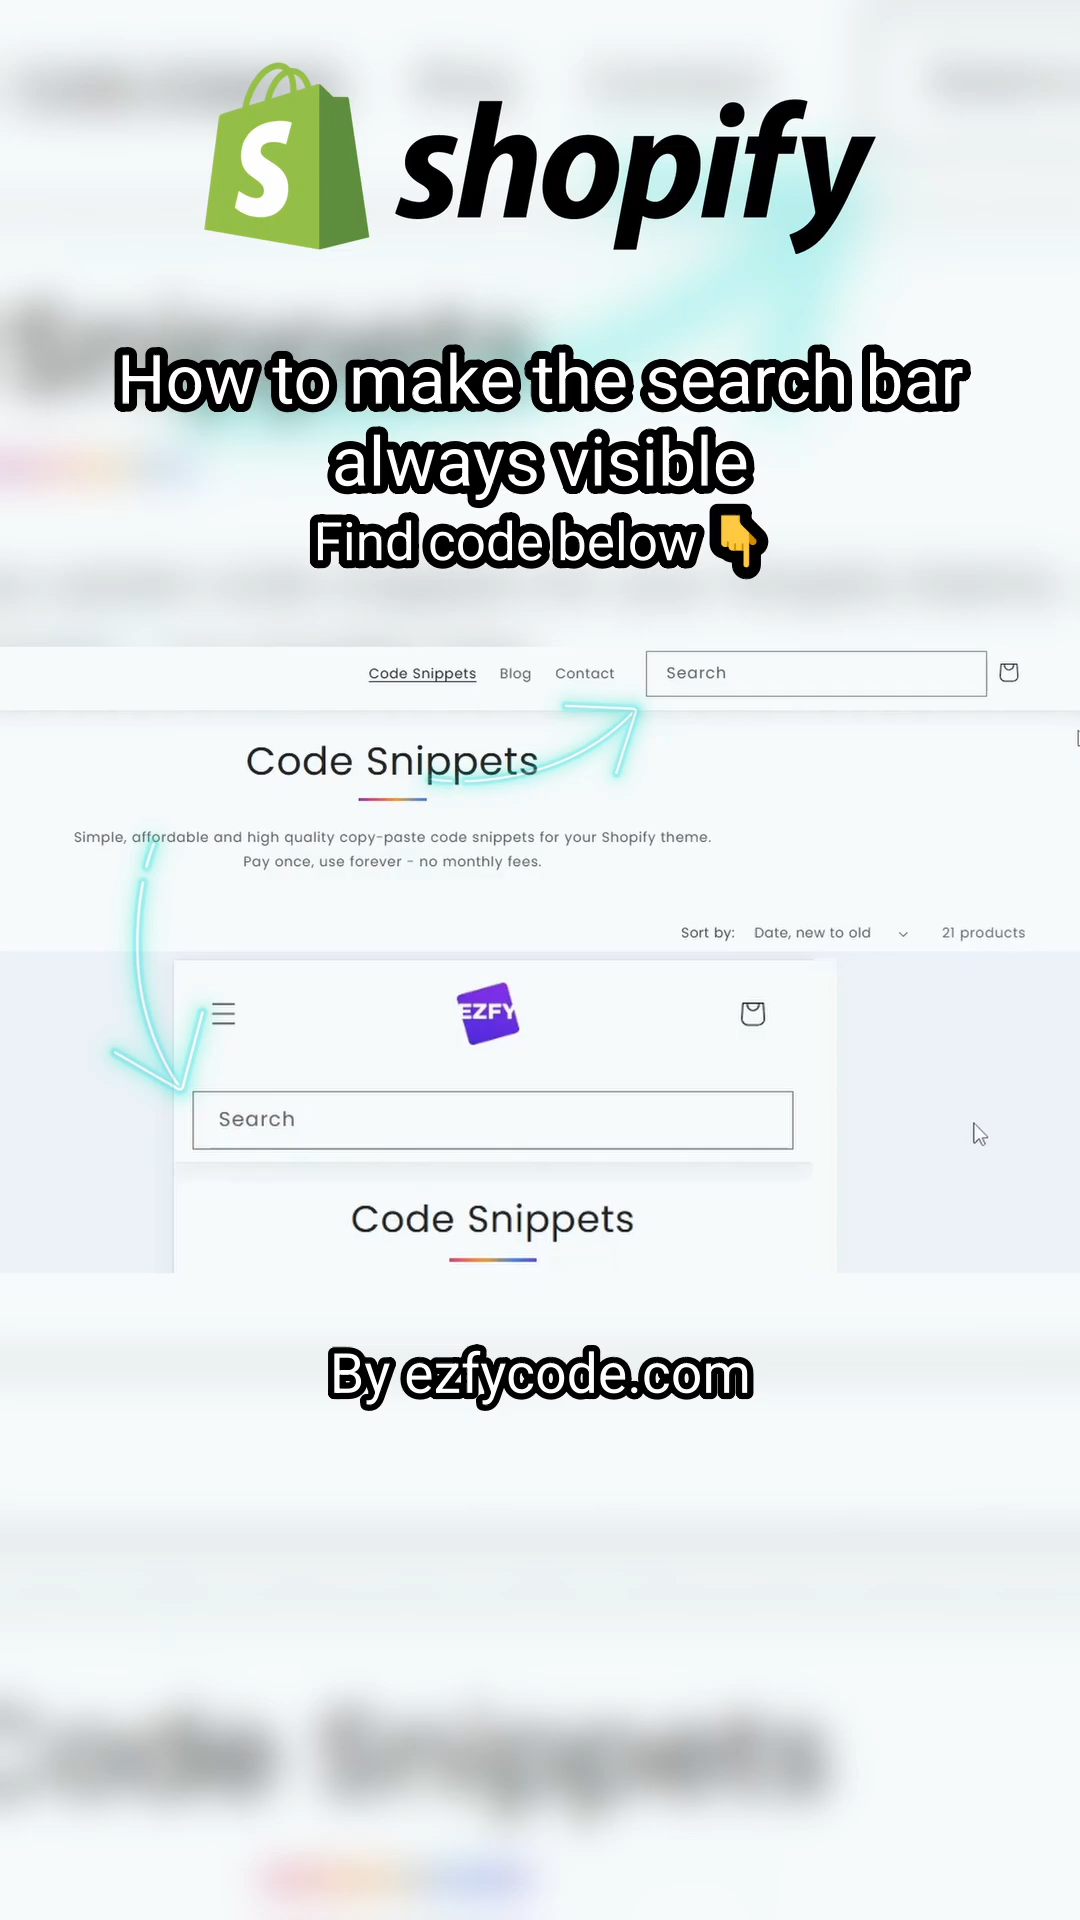 shopify
How to make the search bar
always visible
Find code below👇
Code Snippets Blog Contact Search
Code Snippets
Simple, affordable and high quality copy-paste code snippets for your Shopify theme.
Pay once, use forever - no monthly fees.
Sort by: Date, new to old 21 products
EZFY
Search
Code Snippets
By ezfycode.com
Code Snippets